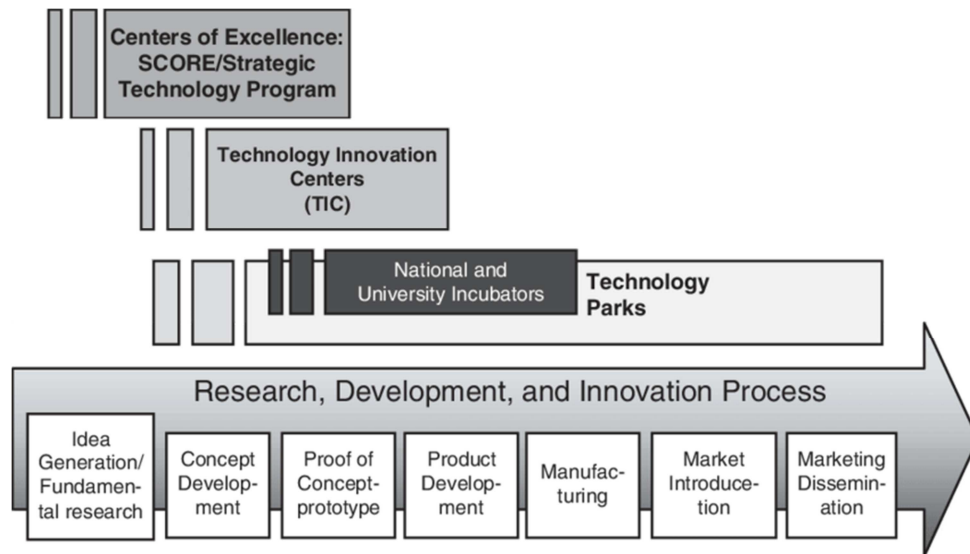 Centers of Excellence:
SCORE/Strategic
Technology Program
Technology Innovation
Centers
(TIC)
National and
University Incubators
Technology
Parks
Research, Development, and Innovation Process
Idea
Generation/
Fundamen-
tal research
Concept
Develop-
ment
Proof of
Concept-
prototype
Product
Develop-
ment
Manufac-
turing
Market
Introduce-
tion
Marketing
Dissemin-
ation